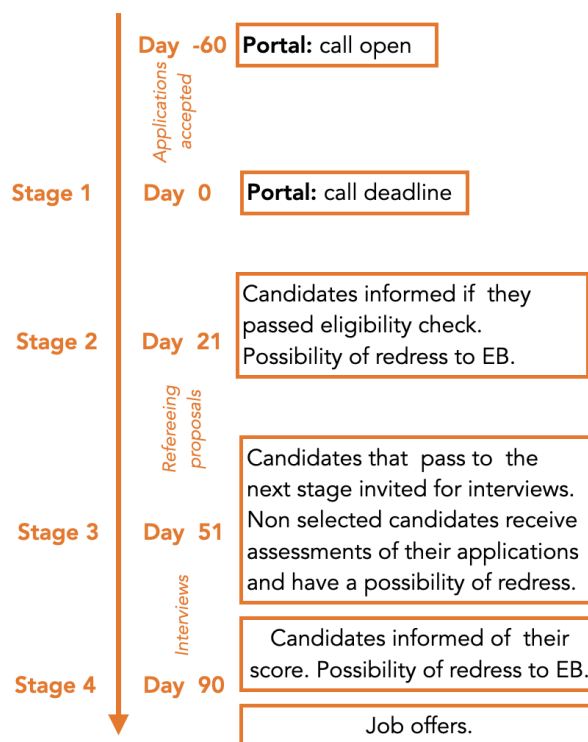 Day -60
Portal: call open
Applications
accepted
Stage 1
Day 0
Portal: call deadline
Candidates informed if they
passed eligibility check.
Possibility of redress to EB.
Stage 2
Day 21
Refereeing
proposals
Candidates that pass to the
next stage invited for interviews.
Non selected candidates receive
assessments of their applications
and have a possibility of redress.
Stage 3
Day 51
Interviews
Candidates informed of their
score. Possibility of redress to EB.
Stage 4
Day 90
Job offers.